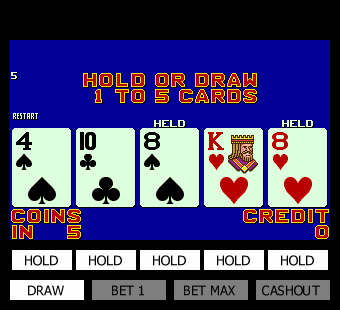 5
HOLD OR DRAW
1 TO 5 CARDS
RESTART
HELD HELD
4 10 8 K 8
COINS CREDIT
IN 5 0
HOLD HOLD HOLD HOLD HOLD
DRAW BET 1 BET MAX CASHOUT